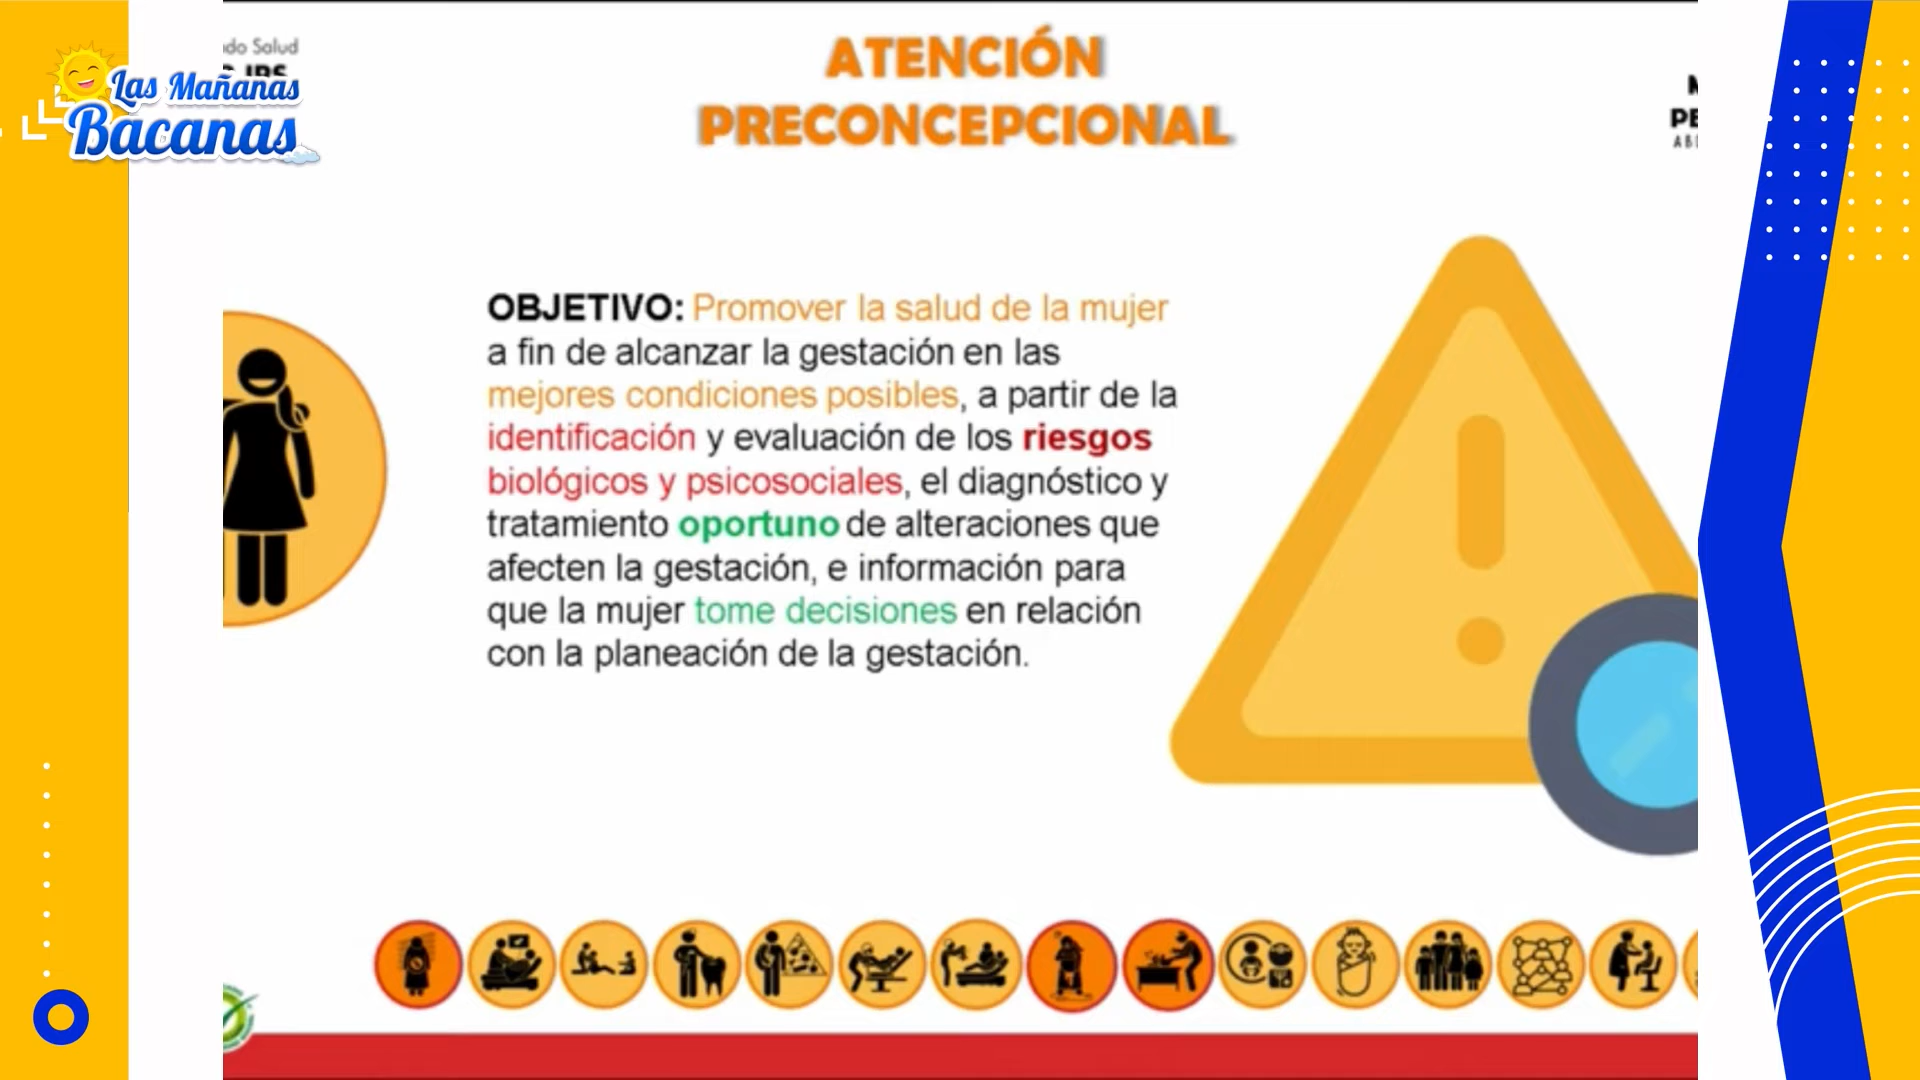 ATENCIÓN
PRECONCEPCIONAL
Las Mañanas
Bacanas
Salud
OBJETIVO: Promover la salud de la mujer
a fin de alcanzar la gestación en las
mejores condiciones posibles, a partir de la
identificación y evaluación de los riesgos
biológicos y psicosociales, el diagnóstico y
tratamiento oportuno de alteraciones que
afecten la gestación, e información para
que la mujer tome decisiones en relación
con la planeación de la gestación.